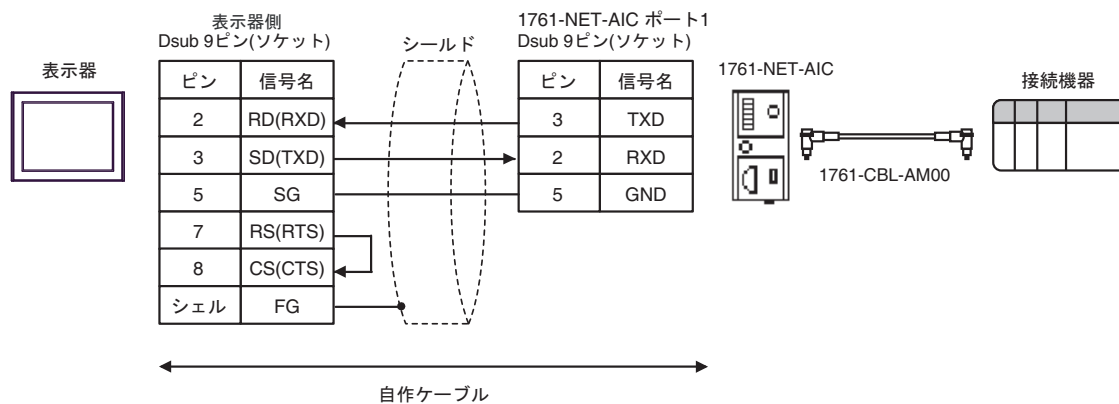 表示器
表示器側
Dsub 9ピン(ソケット)
シールド
1761-NET-AIC ポート1
Dsub 9ピン(ソケット)
1761-NET-AIC
接続機器
ピン 信号名
2 RD(RXD)
3 SD(TXD)
5 SG
7 RS(RTS)
8 CS(CTS)
シェル FG
ピン 信号名
3 TXD
2 RXD
5 GND
1761-CBL-AM00
自作ケーブル